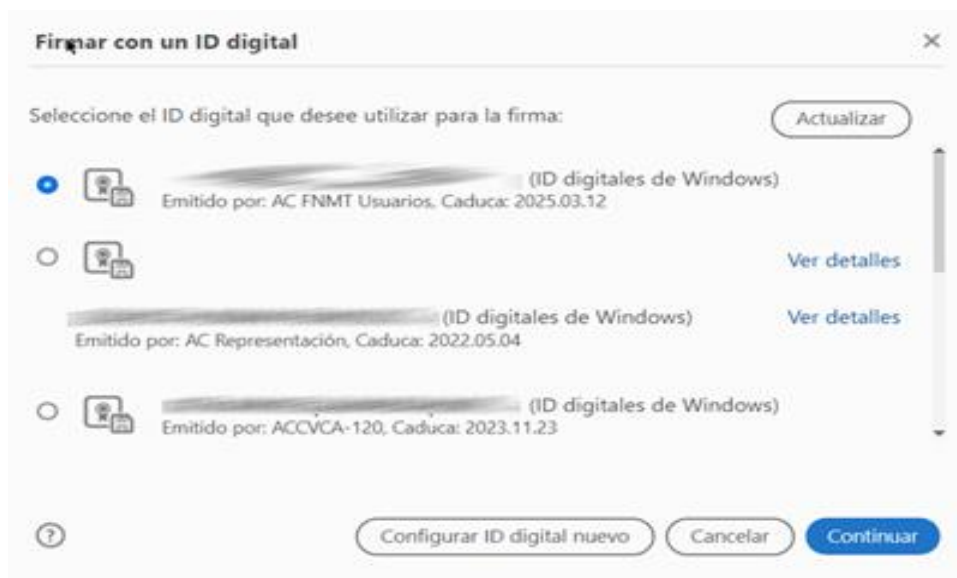 Firmar con un ID digital
Seleccione el ID digital que desee utilizar para la firma:
Actualizar
(ID digitales de Windows)
Emitido por: AC FNMT Usuarios, Caduca: 2025.03.12
Ver detalles
(ID digitales de Windows)
Ver detalles
Emitido por: AC Representación, Caduca: 2022.05.04
(ID digitales de Windows)
Emitido por: ACCVCA-120, Caduca: 2023.11.23
Configurar ID digital nuevo
Cancelar
Continuar